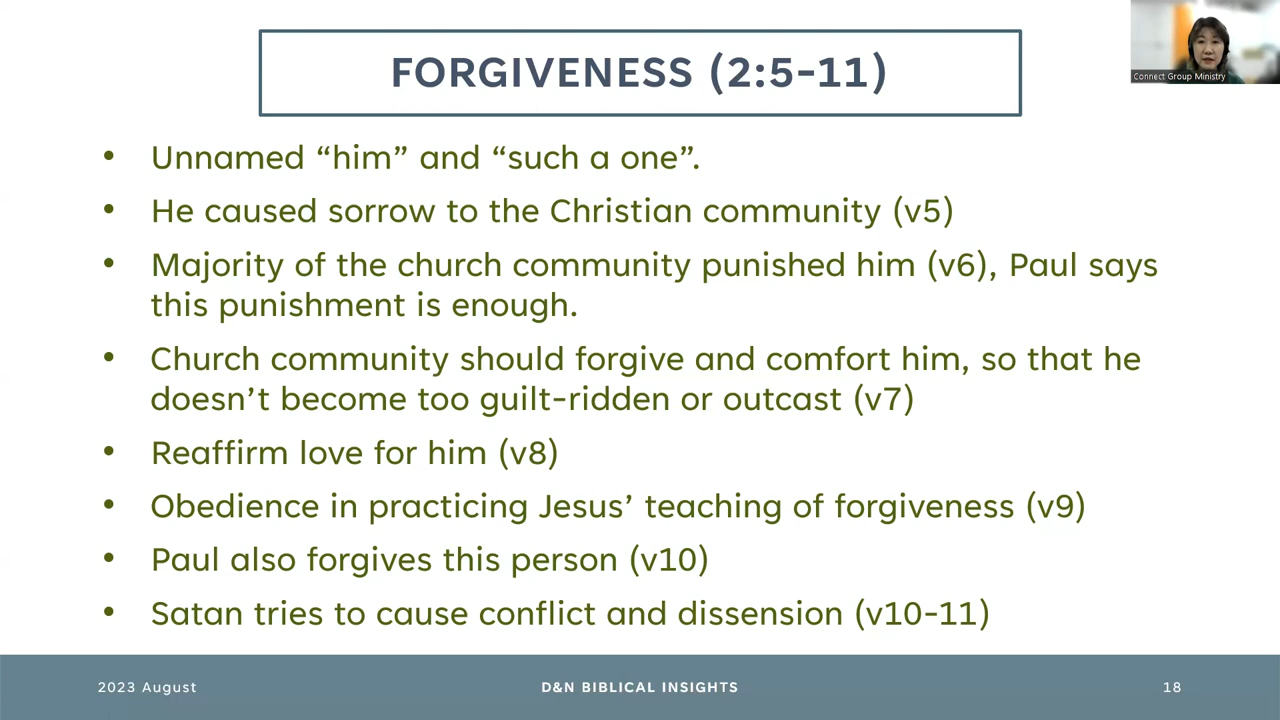 FORGIVENESS (2:5-11)
Connect Group Ministry
• Unnamed “him” and “such a one”.
• He caused sorrow to the Christian community (v5)
• Majority of the church community punished him (v6), Paul says
this punishment is enough.
• Church community should forgive and comfort him, so that he
doesn’t become too guilt-ridden or outcast (v7)
• Reaffirm love for him (v8)
• Obedience in practicing Jesus’ teaching of forgiveness (v9)
• Paul also forgives this person (v10)
• Satan tries to cause conflict and dissension (v10-11)
2023 August
D&N BIBLICAL INSIGHTS
18